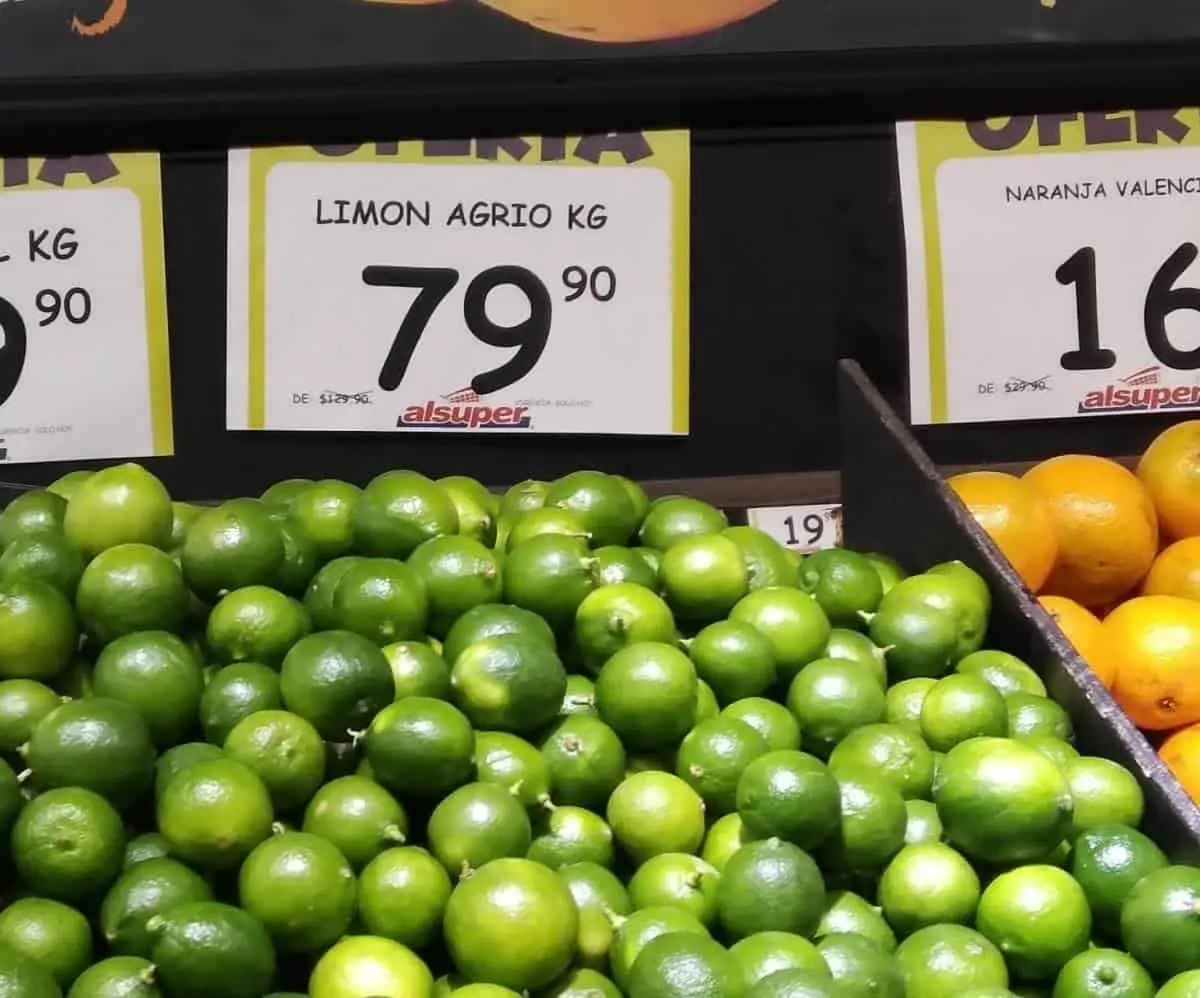 OFERTA
LIMON AGRIO KG
79 90
DE: $129.90
alsuper
KG
90
OFER
NARANJA VALENCI
16
DE: $29.90
alsuper
19